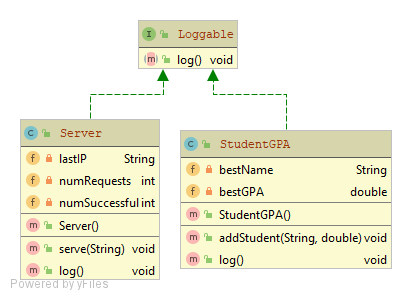 I Loggable
m log() void
C Server
f lastIP String
f numRequests int
f numSuccessful int
m Server()
m serve(String) void
m log() void
C StudentGPA
f bestName String
f bestGPA double
m StudentGPA()
m addStudent(String, double) void
m log() void
Powered by yFiles